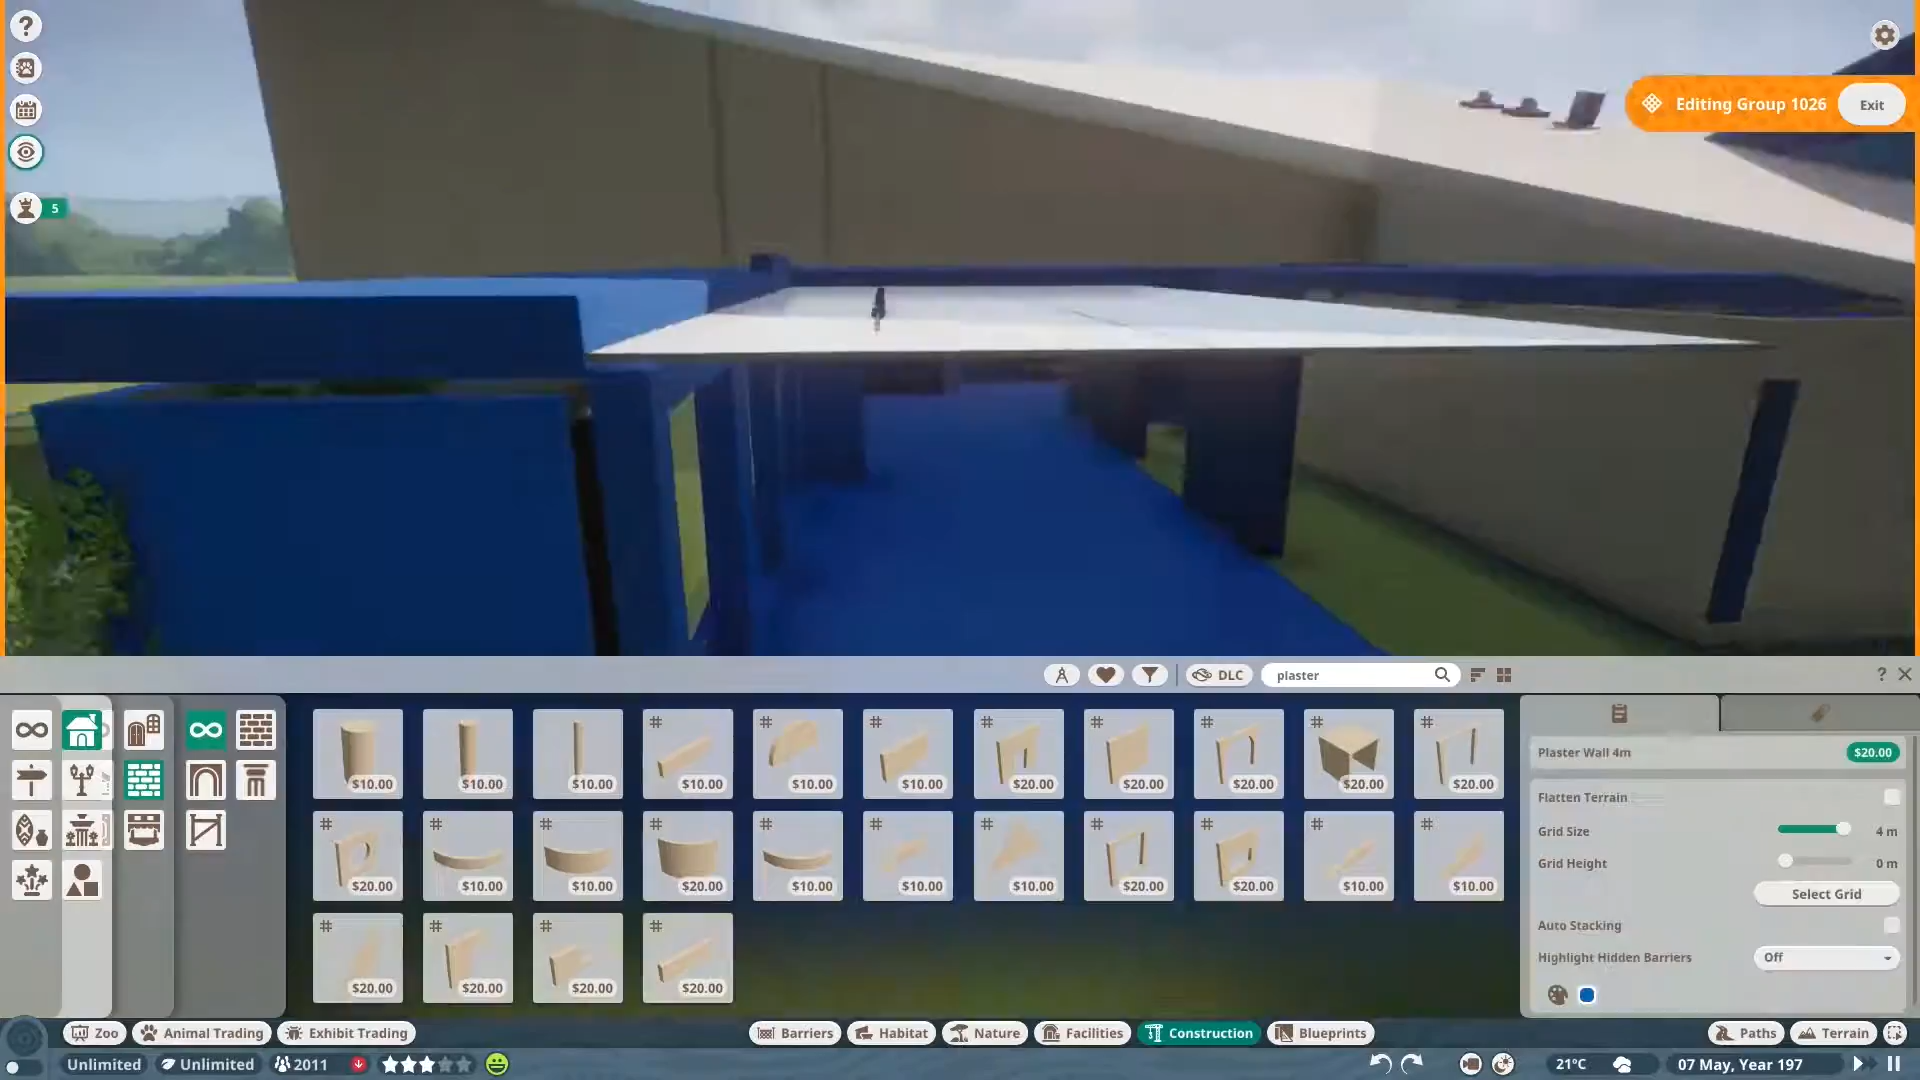 ?
Editing Group 1026
Exit
5
DLC
plaster
?
$10.00
$10.00
$10.00
$10.00
$10.00
$10.00
$20.00
$20.00
$20.00
$20.00
$20.00
$20.00
$10.00
$10.00
$20.00
$10.00
$10.00
$10.00
$20.00
$20.00
$10.00
$10.00
$20.00
$20.00
$20.00
$20.00
Plaster Wall 4m
$20.00
Flatten Terrain
Grid Size
4 m
Grid Height
0 m
Select Grid
Auto Stacking
Highlight Hidden Barriers
Off
Zoo
Animal Trading
Exhibit Trading
Barriers
Habitat
Nature
Facilities
Construction
Blueprints
Paths
Terrain
Unlimited
Unlimited
2011
21°C
07 May, Year 197